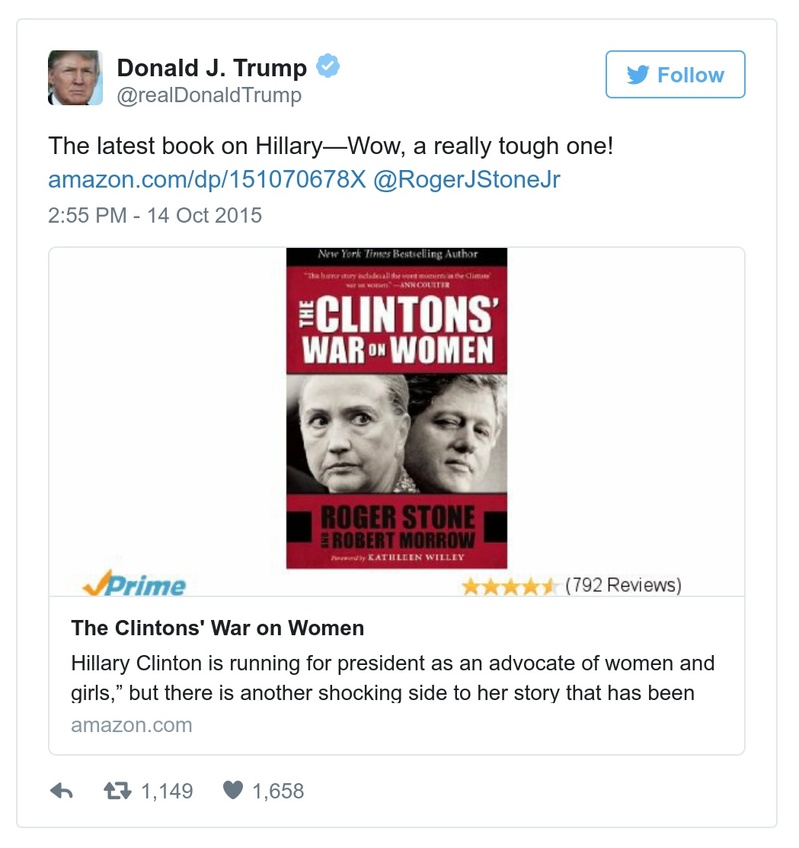 Donald J. Trump
@realDonaldTrump
Follow
The latest book on Hillary—Wow, a really tough one!
amazon.com/dp/151070678X @RogerJStoneJr
2:55 PM - 14 Oct 2015
New York Times Bestselling Author
"This horror story includes all the worst moments in the Clintons'
war on women" —ANN COULTER
THE CLINTONS'
WAR ON WOMEN
ROGER STONE
AND ROBERT MORROW
Foreword by KATHLEEN WILLEY
Prime
(792 Reviews)
The Clintons' War on Women
Hillary Clinton is running for president as an advocate of women and
girls,” but there is another shocking side to her story that has been
amazon.com
1,149
1,658